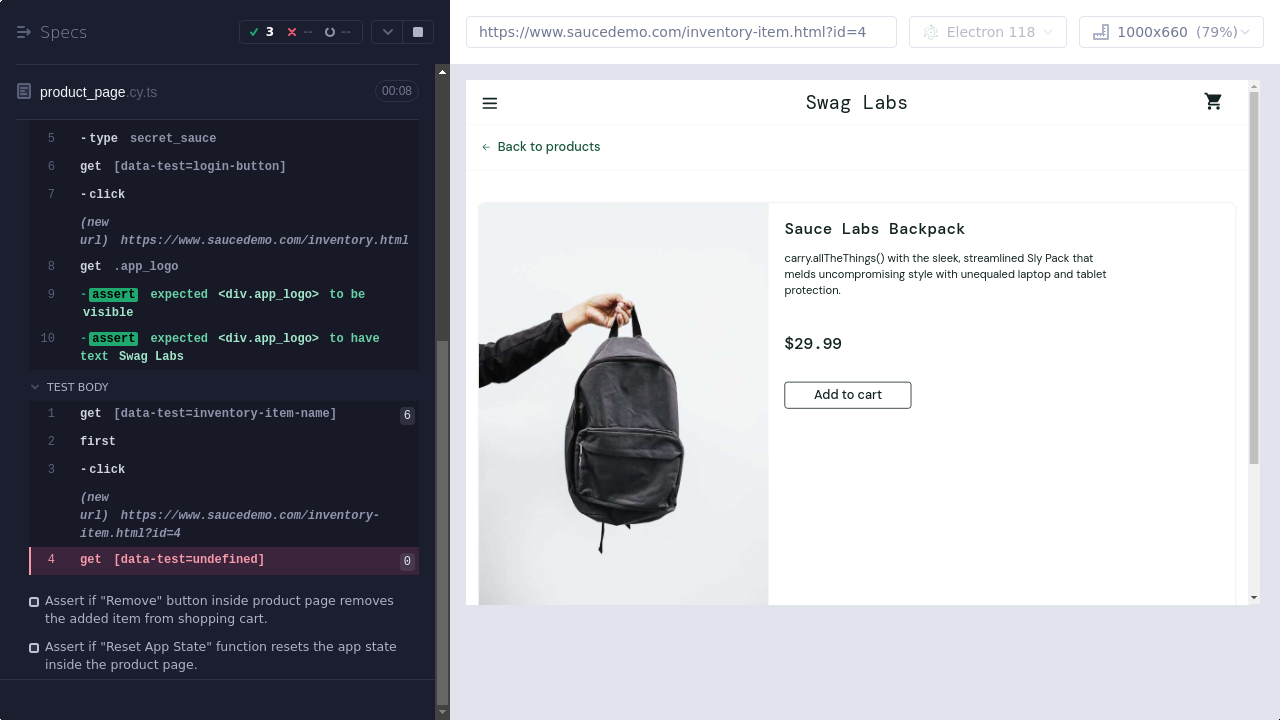 Specs
3
--
--
product_page.cy.ts
00:08
5 -type secret_sauce
6 get [data-test=login-button]
7 -click
(new
url) https://www.saucedemo.com/inventory.html
8 get .app_logo
9 -assert expected <div.app_logo> to be
visible
10 -assert expected <div.app_logo> to have
text Swag Labs
TEST BODY
1 get [data-test=inventory-item-name] 6
2 first
3 -click
(new
url) https://www.saucedemo.com/inventory-
item.html?id=4
4 get [data-test=undefined] 0
Assert if "Remove" button inside product page removes
the added item from shopping cart.
Assert if "Reset App State" function resets the app state
inside the product page.
https://www.saucedemo.com/inventory-item.html?id=4
Electron 118
1000x660 (79%)
Swag Labs
← Back to products
Sauce Labs Backpack
carry.allTheThings() with the sleek, streamlined Sly Pack that
melds uncompromising style with unequaled laptop and tablet
protection.
$29.99
Add to cart